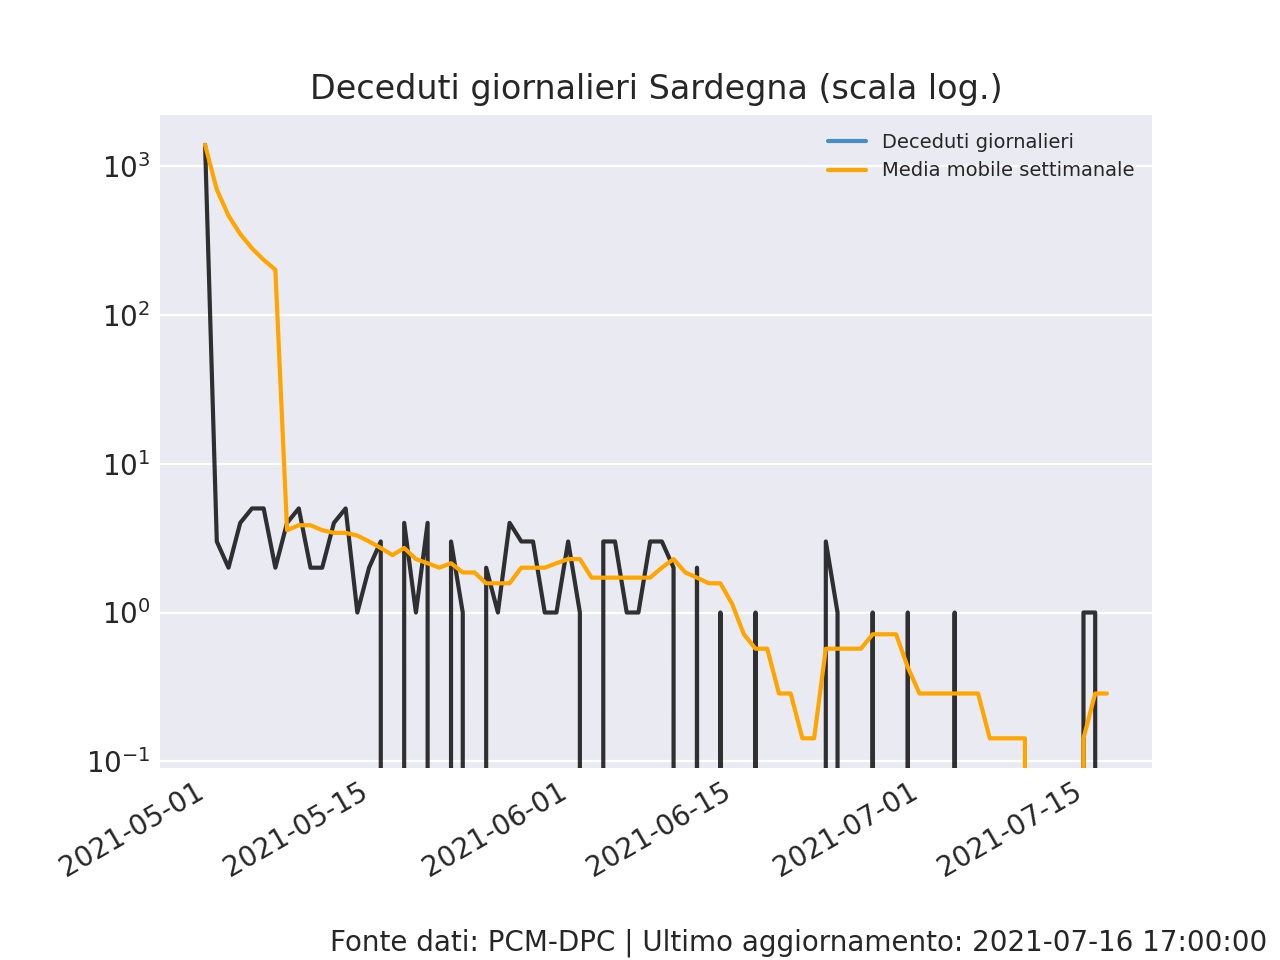 Deceduti giornalieri Sardegna (scala log.)
Deceduti giornalieri
Media mobile settimanale
10³
10²
10¹
10⁰
10⁻¹
2021-05-01
2021-05-15
2021-06-01
2021-06-15
2021-07-01
2021-07-15
Fonte dati: PCM-DPC | Ultimo aggiornamento: 2021-07-16 17:00:00